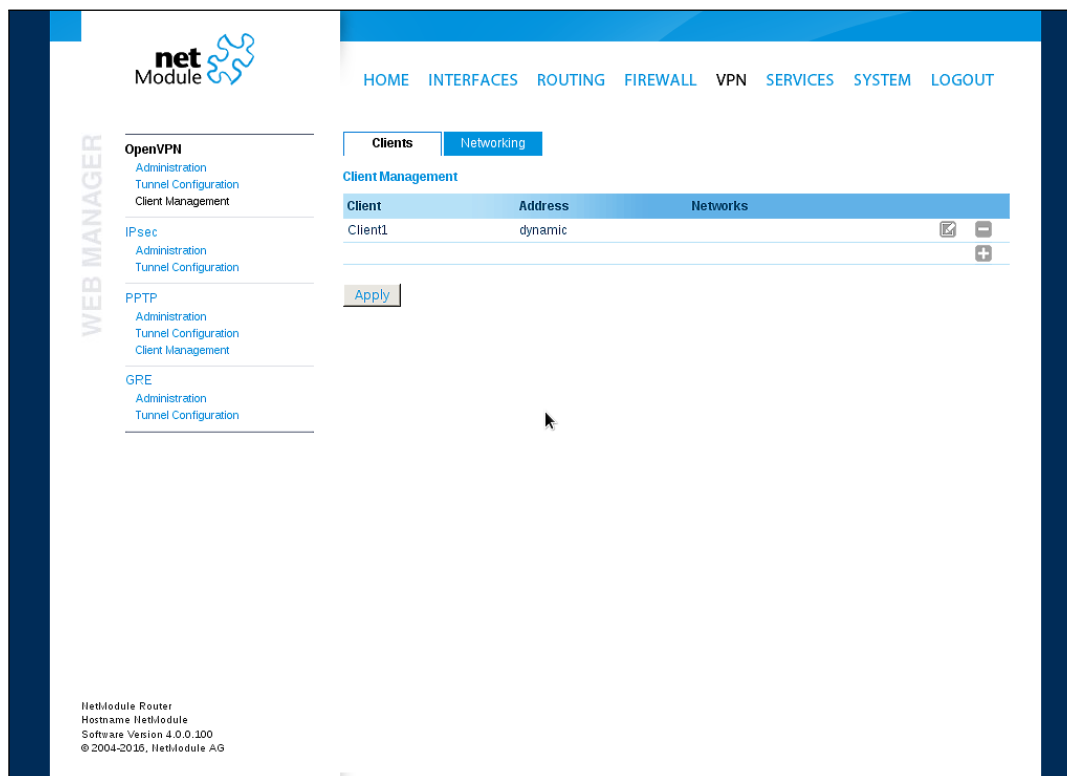 net
Module
HOME INTERFACES ROUTING FIREWALL VPN SERVICES SYSTEM LOGOUT
WEB MANAGER
OpenVPN
Administration
Tunnel Configuration
Client Management
IPsec
Administration
Tunnel Configuration
PPTP
Administration
Tunnel Configuration
Client Management
GRE
Administration
Tunnel Configuration
Clients Networking
Client Management
Client Address Networks
Client1 dynamic
Apply
NetModule Router
Hostname NetModule
Software Version 4.0.0.100
© 2004-2016, NetModule AG